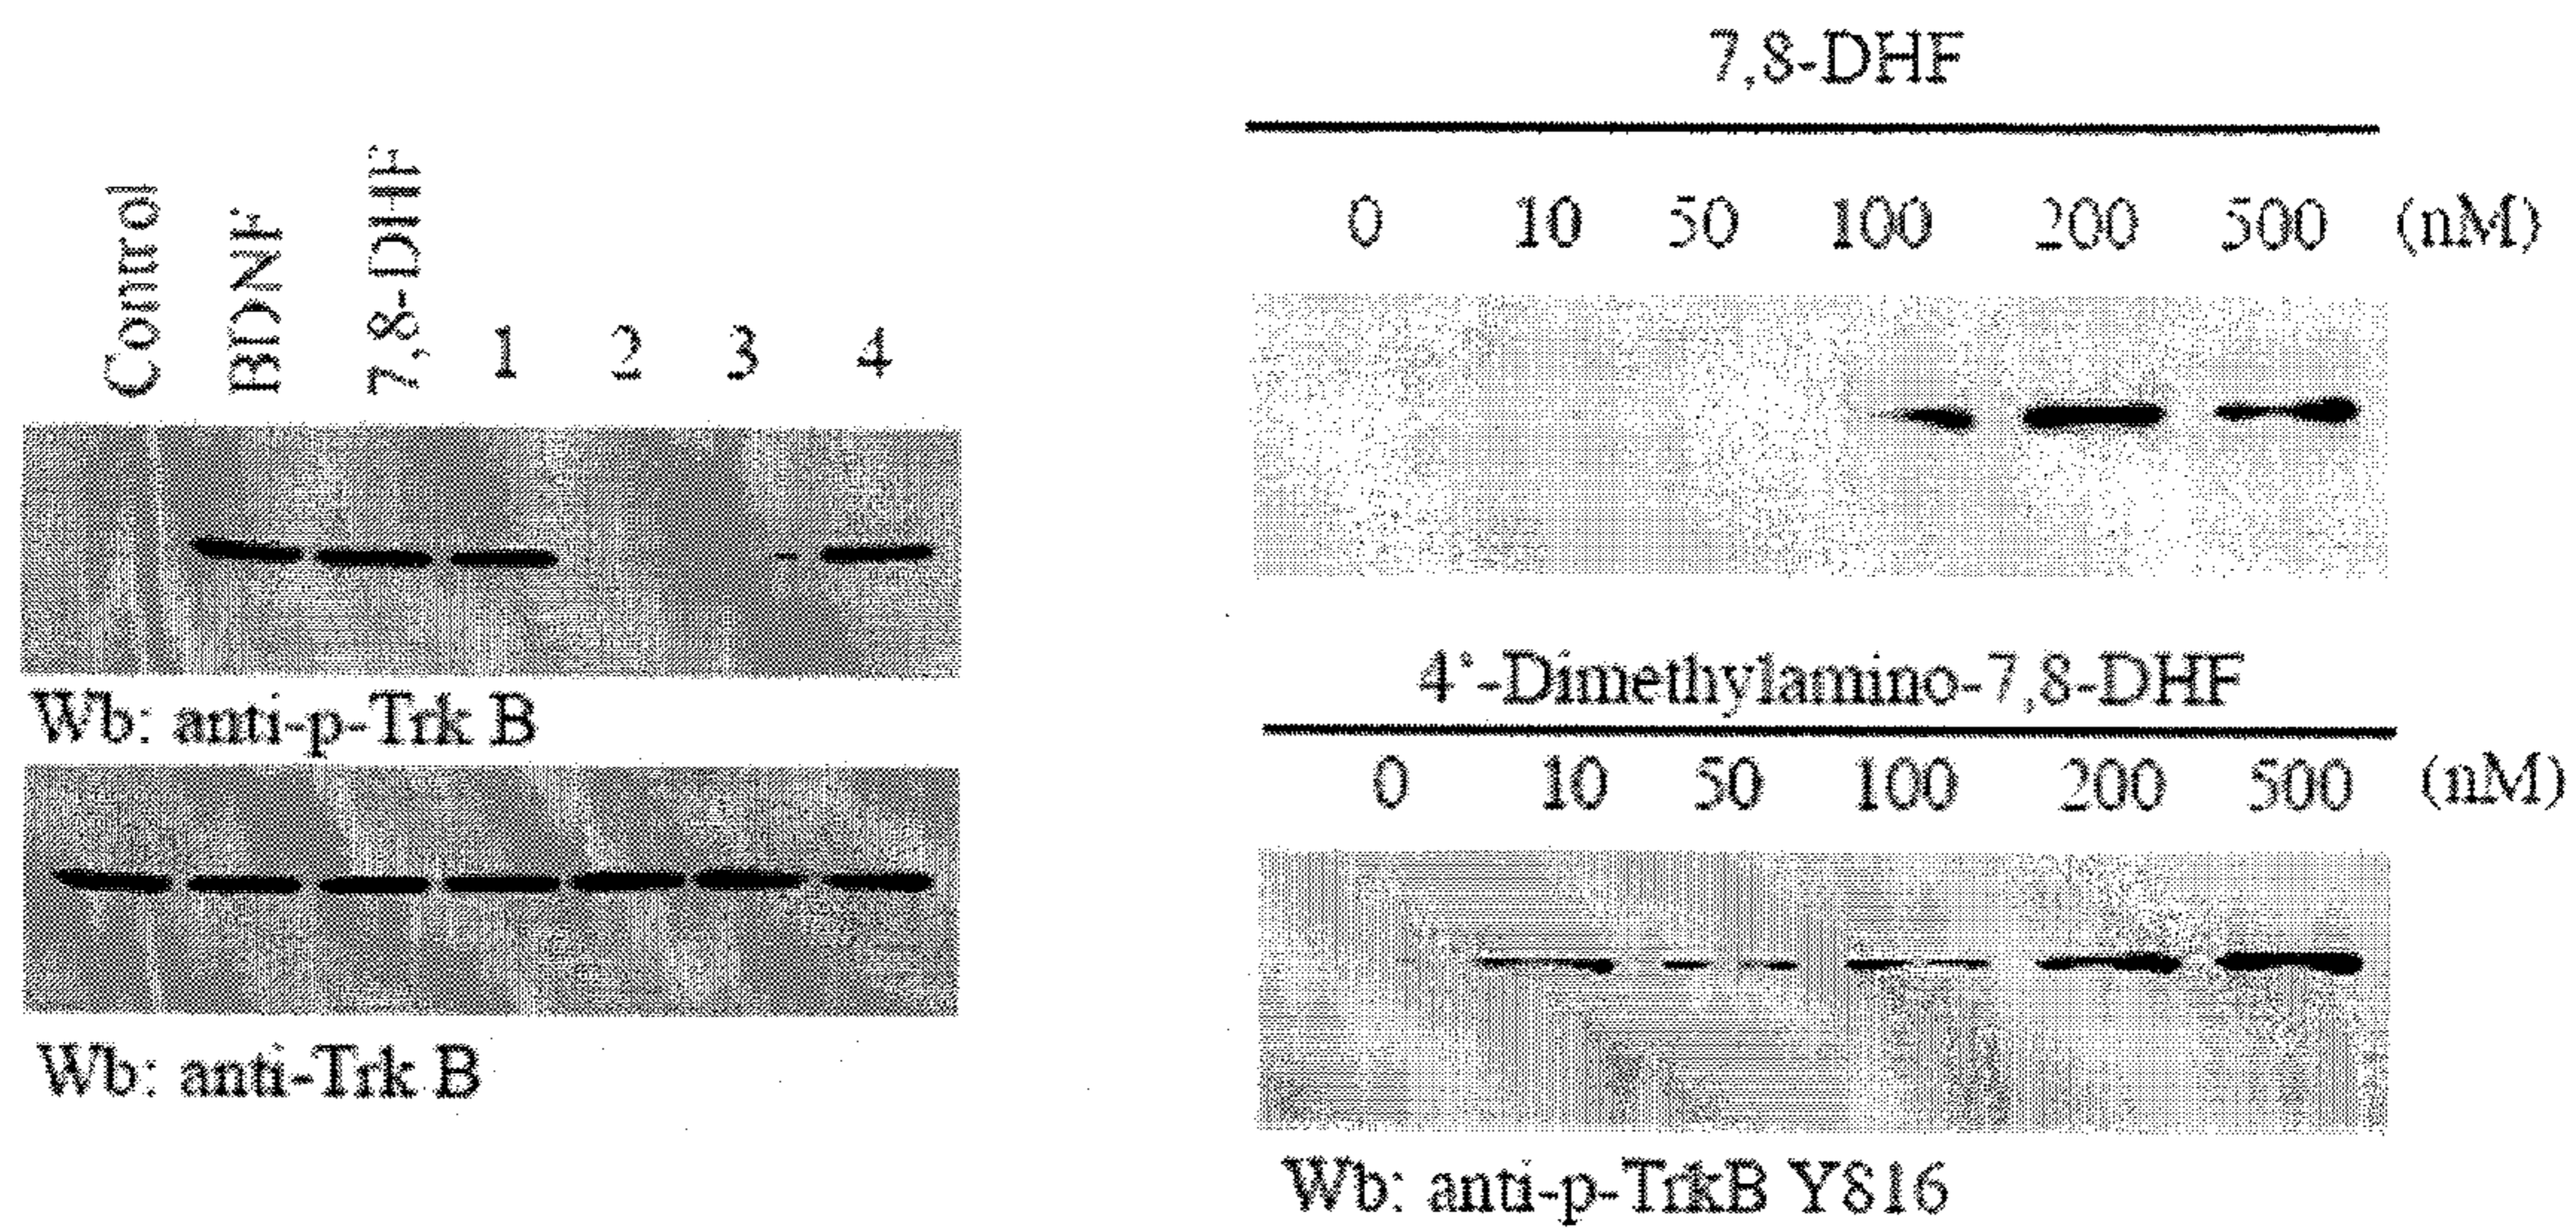 Control BDNF 7,8-DHF 1 2 3 4
Wb: anti-p-Trk B
Wb: anti-Trk B
7,8-DHF
0 10 50 100 200 500 (nM)
4'-Dimethylamino-7,8-DHF
0 10 50 100 200 500 (nM)
Wb: anti-p-TrkB Y816